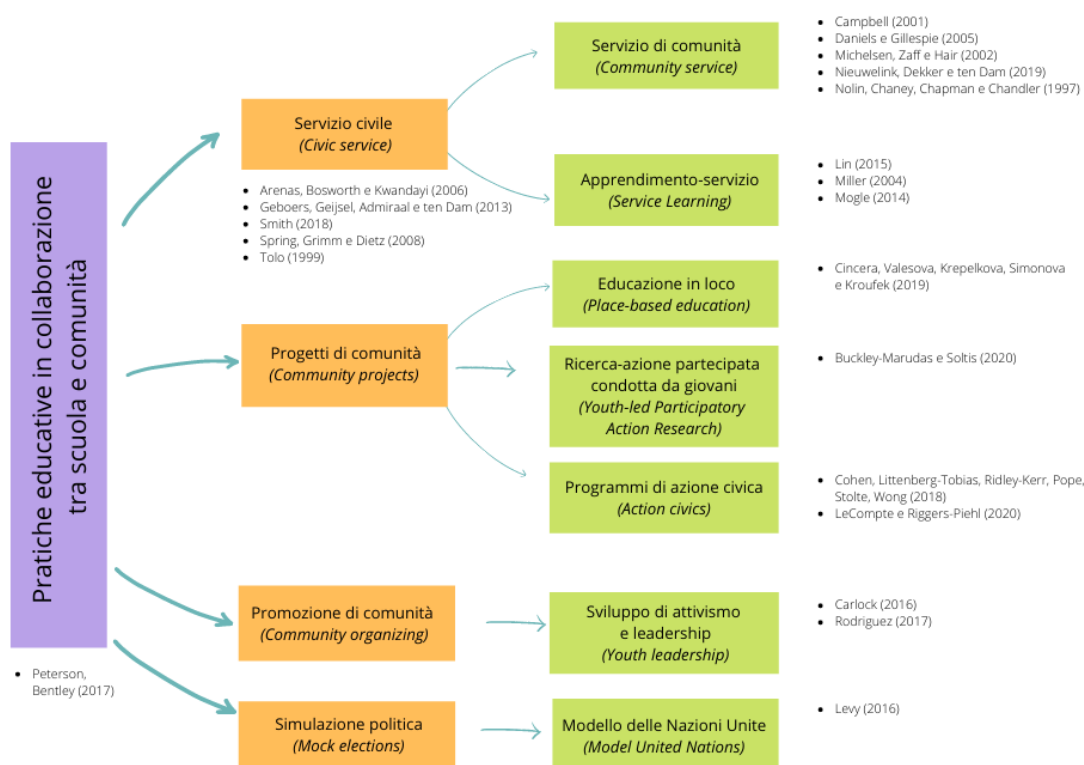 Pratiche educative in collaborazione
tra scuola e comunità
• Peterson,
Bentley (2017)
Servizio civile
(Civic service)
• Arenas, Bosworth e Kwandayi (2006)
• Geboers, Geijsel, Admiraal e ten Dam (2013)
• Smith (2018)
• Spring, Grimm e Dietz (2008)
• Tolo (1999)
Servizio di comunità
(Community service)
• Campbell (2001)
• Daniels e Gillespie (2005)
• Michelsen, Zaff e Hair (2002)
• Nieuwelink, Dekker e ten Dam (2019)
• Nolin, Chaney, Chapman e Chandler (1997)
Apprendimento-servizio
(Service Learning)
• Lin (2015)
• Miller (2004)
• Mogle (2014)
Progetti di comunità
(Community projects)
Educazione in loco
(Place-based education)
• Cincera, Valesova, Krepelkova, Simonova
e Kroufek (2019)
Ricerca-azione partecipata
condotta da giovani
(Youth-led Participatory
Action Research)
• Buckley-Marudas e Soltis (2020)
Programmi di azione civica
(Action civics)
• Cohen, Littenberg-Tobias, Ridley-Kerr, Pope,
Stolte, Wong (2018)
• LeCompte e Riggers-Piehl (2020)
Promozione di comunità
(Community organizing)
Sviluppo di attivismo
e leadership
(Youth leadership)
• Carlock (2016)
• Rodriguez (2017)
Simulazione politica
(Mock elections)
Modello delle Nazioni Unite
(Model United Nations)
• Levy (2016)